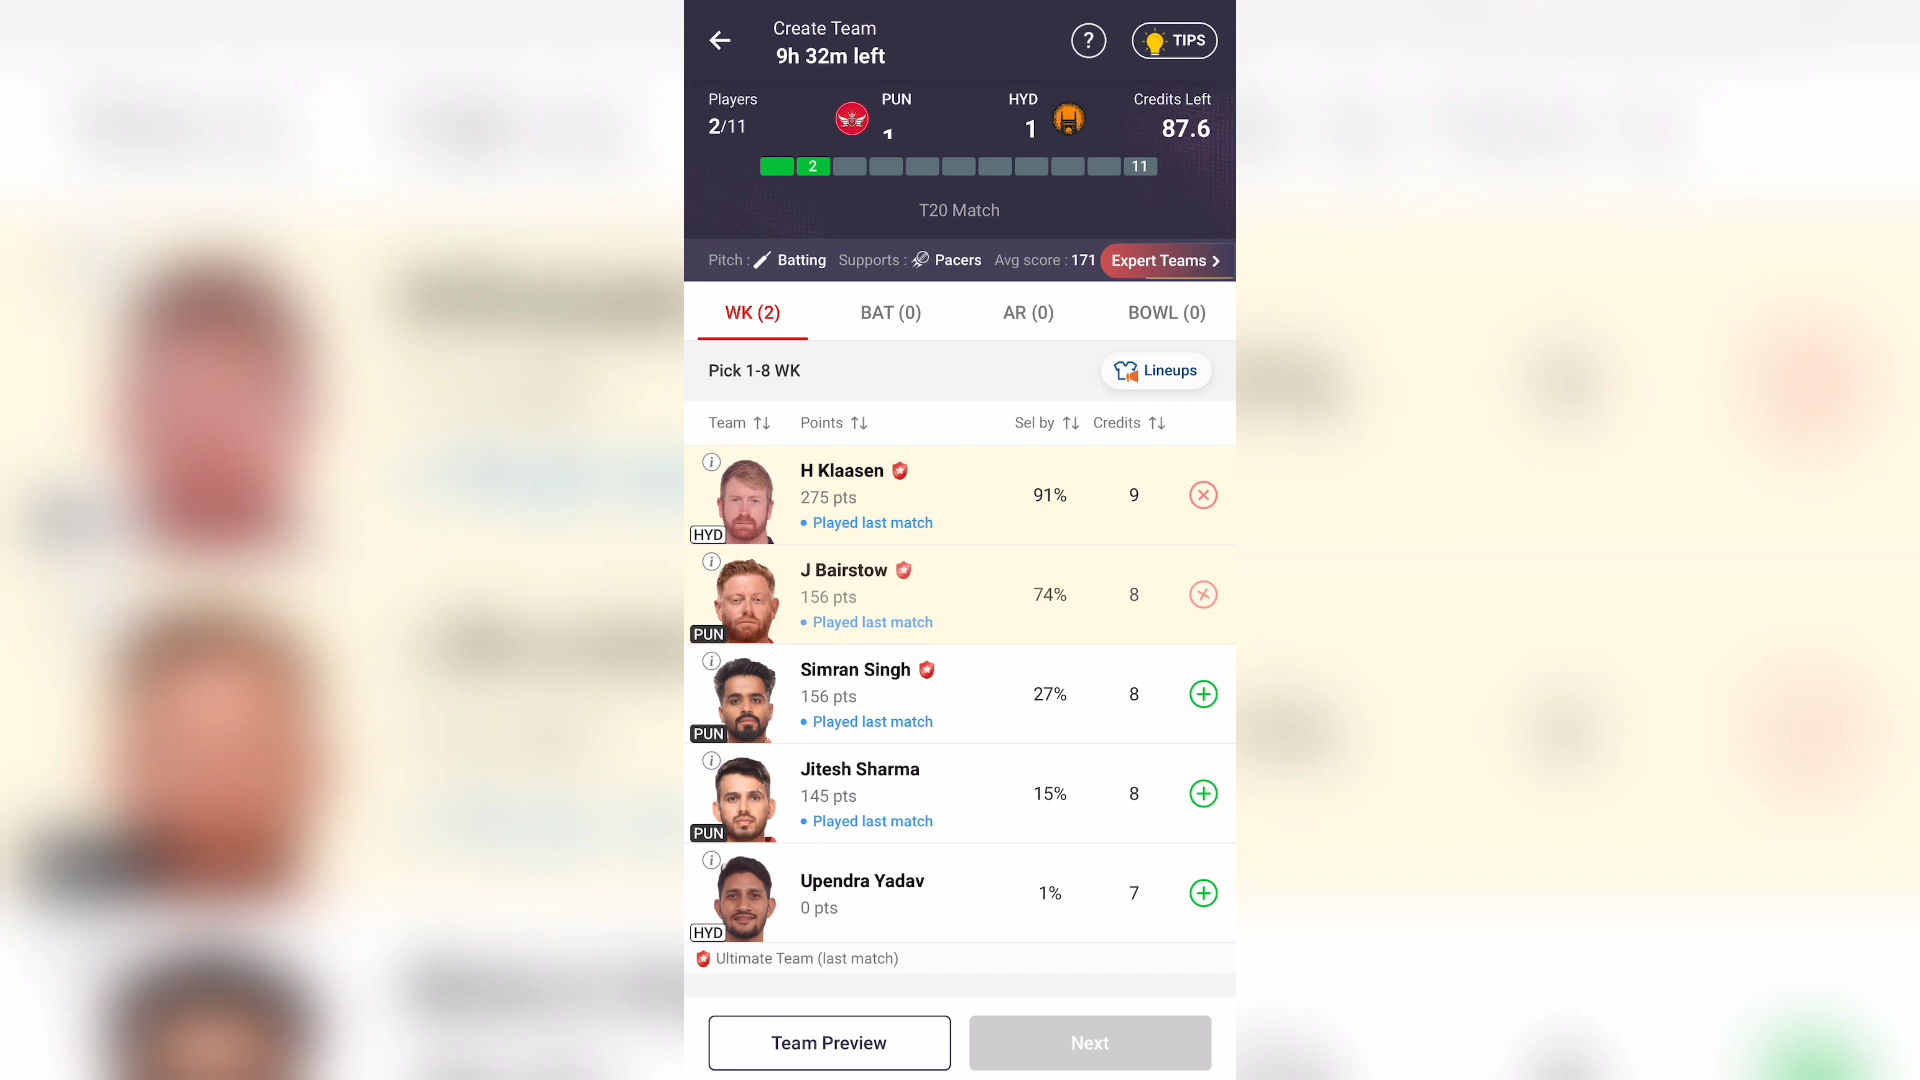 Create Team
9h 32m left
?
TIPS
Players
2/11
PUN
1
HYD
1
Credits Left
87.6
2
11
T20 Match
Pitch : Batting Supports : Pacers Avg score : 171
Expert Teams
WK (2)
BAT (0)
AR (0)
BOWL (0)
Pick 1-8 WK
Lineups
Team
Points
Sel by
Credits
H Klaasen
275 pts
Played last match
HYD
91%
9
J Bairstow
156 pts
Played last match
PUN
74%
8
Simran Singh
156 pts
Played last match
PUN
27%
8
Jitesh Sharma
145 pts
Played last match
PUN
15%
8
Upendra Yadav
0 pts
HYD
1%
7
Ultimate Team (last match)
Team Preview
Next